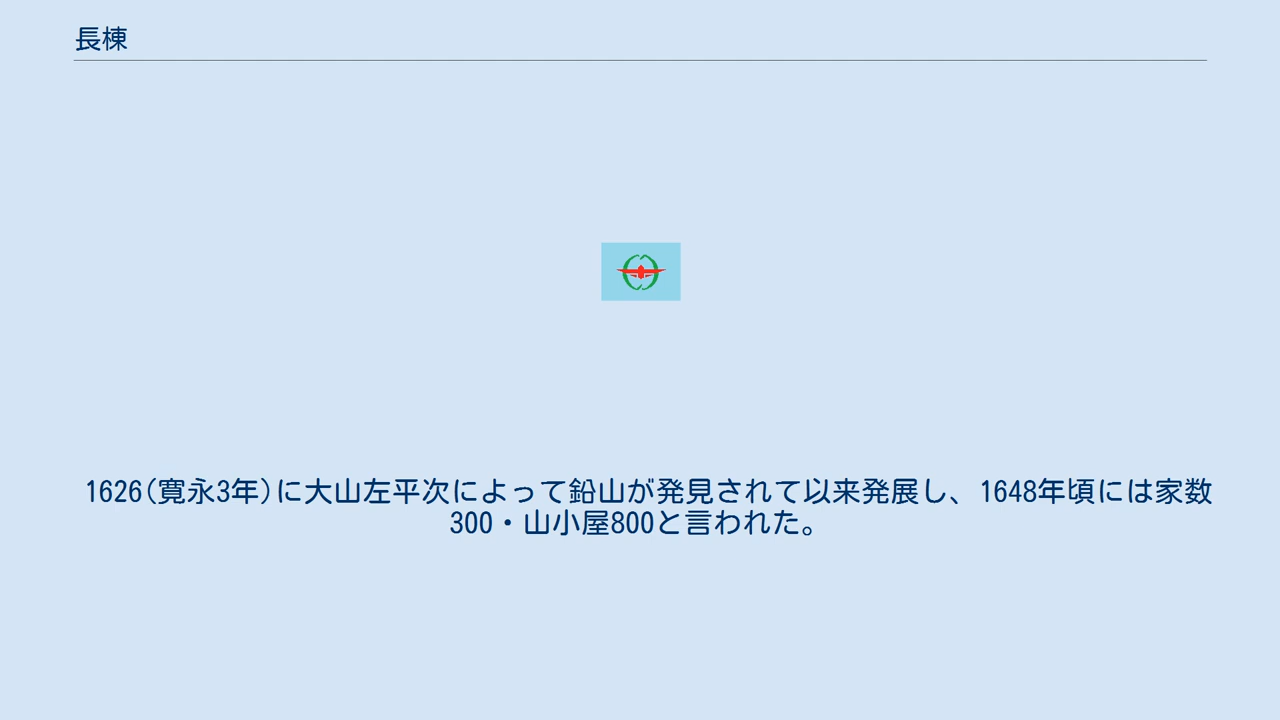 長棟
1626(寛永3年)に大山左平次によって鉛山が発見されて以来発展し、1648年頃には家数
300・山小屋800と言われた。